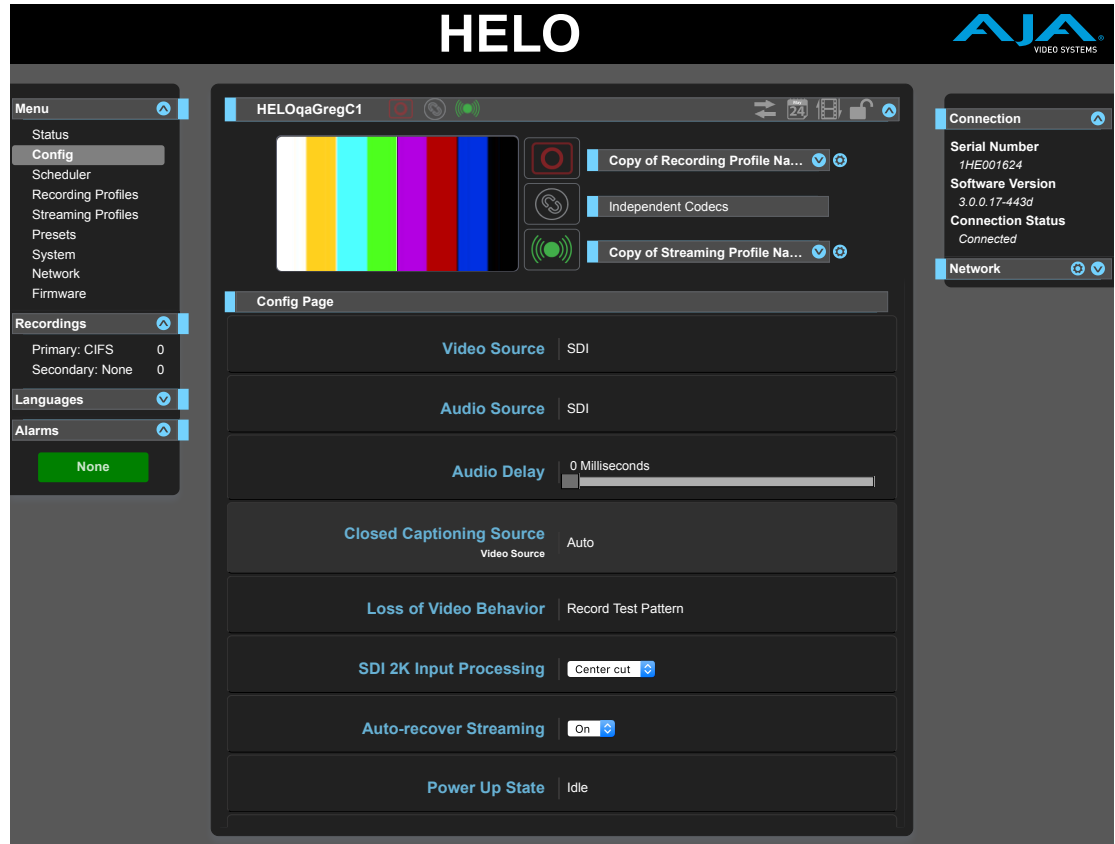 HELO
AJA
VIDEO SYSTEMS
Menu
Status
Config
Scheduler
Recording Profiles
Streaming Profiles
Presets
System
Network
Firmware
Recordings
Primary: CIFS 0
Secondary: None 0
Languages
Alarms
None
HELOqaGregC1
Nov
24
Copy of Recording Profile Na...
Independent Codecs
Copy of Streaming Profile Na...
Config Page
Video Source SDI
Audio Source SDI
Audio Delay 0 Milliseconds
Closed Captioning Source Auto
Video Source
Loss of Video Behavior Record Test Pattern
SDI 2K Input Processing Center cut
Auto-recover Streaming On
Power Up State Idle
Connection
Serial Number
1HE001624
Software Version
3.0.0.17-443d
Connection Status
Connected
Network